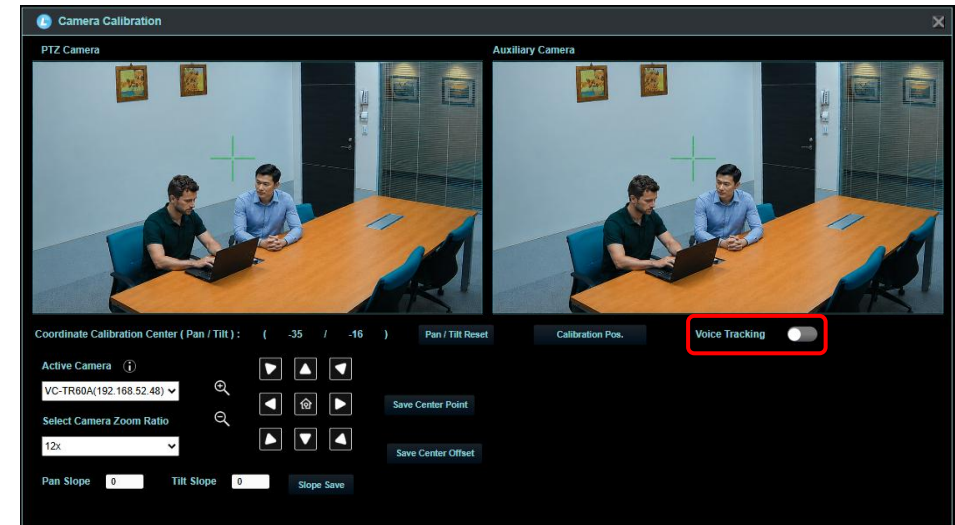 Camera Calibration
PTZ Camera Auxiliary Camera
Coordinate Calibration Center ( Pan / Tilt ) : ( -35 / -16 ) Pan / Tilt Reset Calibration Pos. Voice Tracking
Active Camera i
VC-TR60A(192.168.52.48)
Select Camera Zoom Ratio
12x
Save Center Point
Save Center Offset
Pan Slope 0 Tilt Slope 0 Slope Save